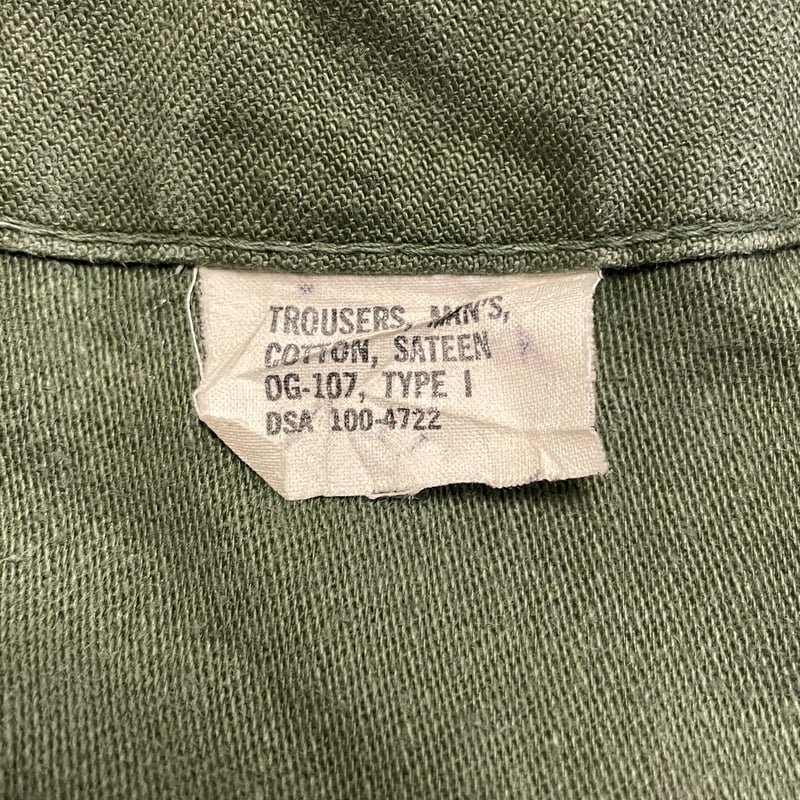 TROUSERS, MAN'S,
COTTON, SATEEN
OG-107, TYPE I
DSA 100-4722